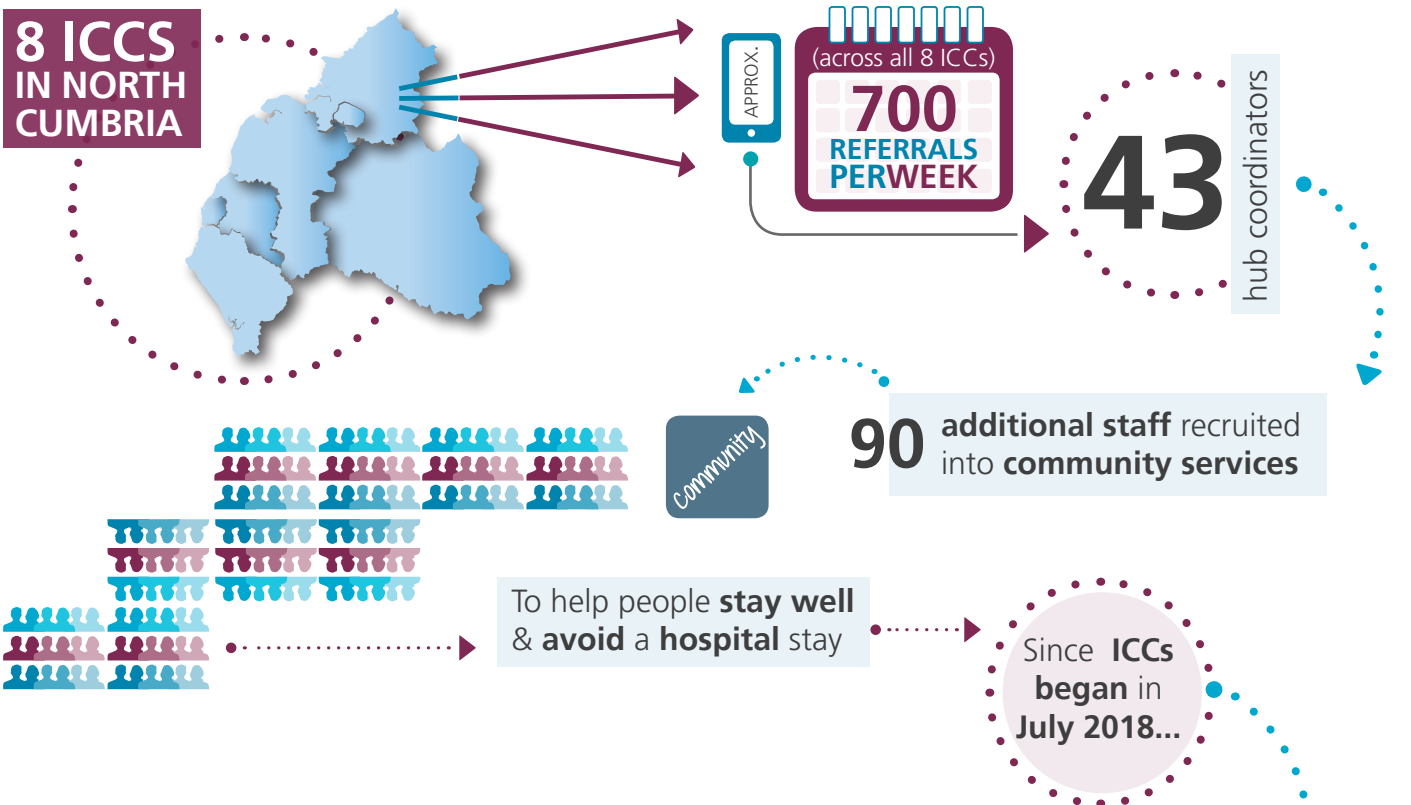 8 ICCS
IN NORTH
CUMBRIA
APPROX.
(across all 8 ICCs)
700
REFERRALS
PERWEEK
43
hub coordinators
90
additional staff recruited
into community services
community
To help people stay well
& avoid a hospital stay
Since ICCs
began in
July 2018...